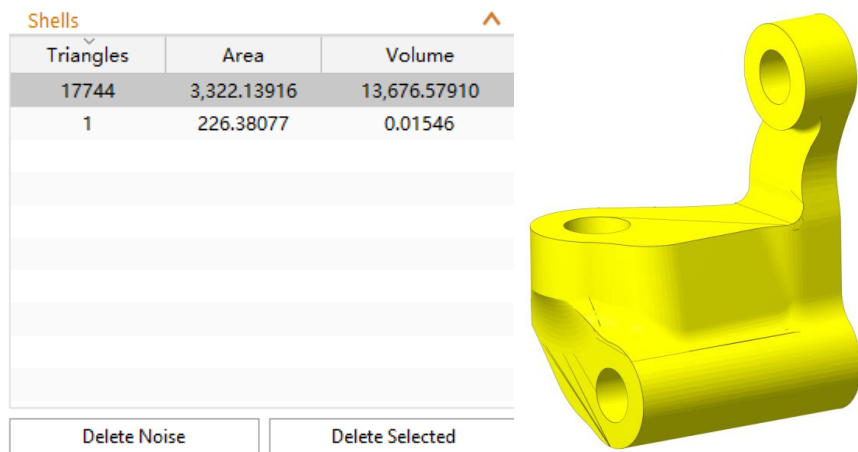 Shells
Triangles Area Volume
17744 3,322.13916 13,676.57910
1 226.38077 0.01546
Delete Noise Delete Selected